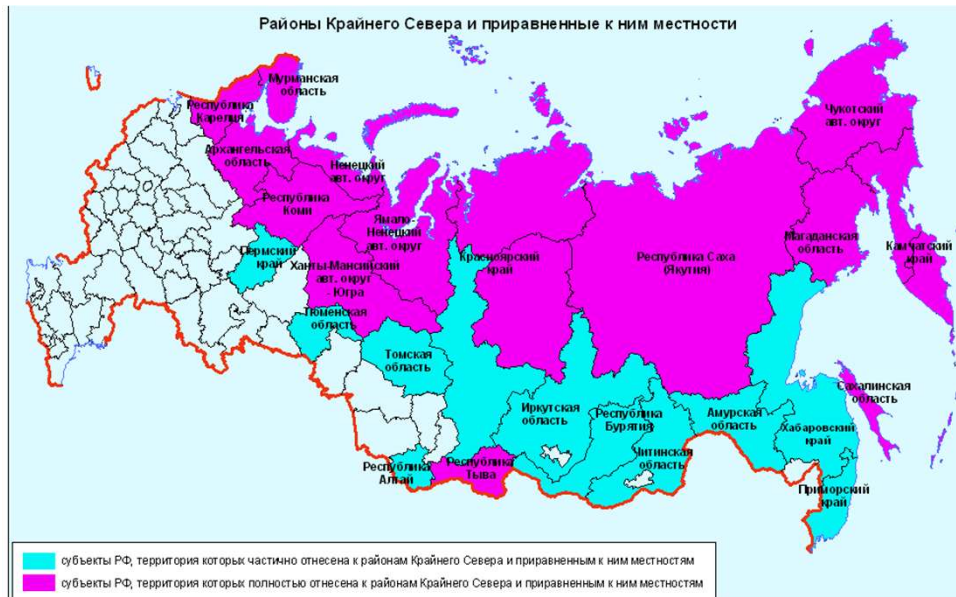 Районы Крайнего Севера и приравненные к ним местности
Мурманская
область
Республика
Карелия
Архангельская
область
Ненецкий
авт. округ
Республика
Коми
Ямало-
Ненецкий
авт. округ
Чукотский
авт. округ
Магаданская
область
Камчатский
край
Пермский
край
Ханты-Мансийский
авт. округ
- Югра
Красноярский
край
Республика Саха
(Якутия)
Тюменская
область
Томская
область
Сахалинская
область
Иркутская
область
Республика
Бурятия
Амурская
область
Хабаровский
край
Читинская
область
Республика
Алтай
Республика
Тыва
Приморский
край
субъекты РФ, территория которых частично отнесена к районам Крайнего Севера и приравненным к ним местностям
субъекты РФ, территория которых полностью отнесена к районам Крайнего Севера и приравненным к ним местностям